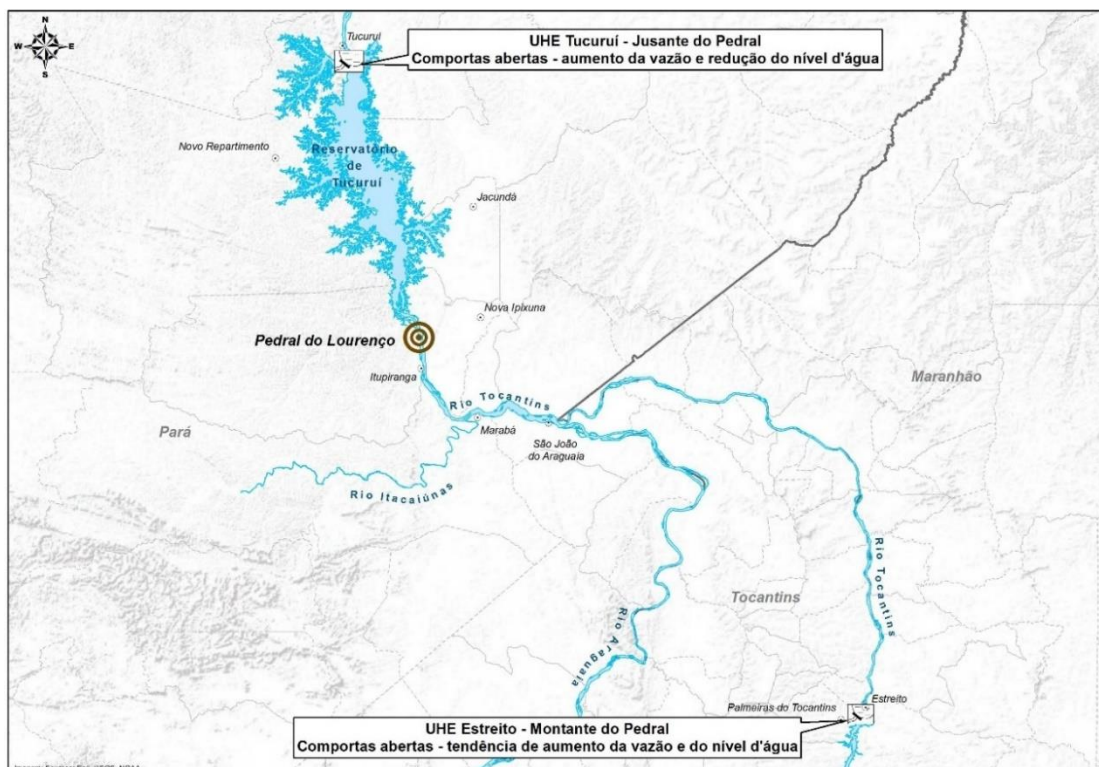 N
W E
S
Tucuruí
UHE Tucuruí - Jusante do Pedral
Comportas abertas - aumento da vazão e redução do nível d'água
Novo Repartimento
Reservatório
de
Tucuruí
Jacundá
Nova Ipixuna
Pedral do Lourenço
Itupiranga
Maranhão
Rio Tocantins
Pará
Marabá
São João
do Araguaia
Rio Itacaiúnas
Rio Tocantins
Tocantins
Rio Araguaia
Palmeiras do Tocantins
Estreito
UHE Estreito - Montante do Pedral
Comportas abertas - tendência de aumento da vazão e do nível d'água